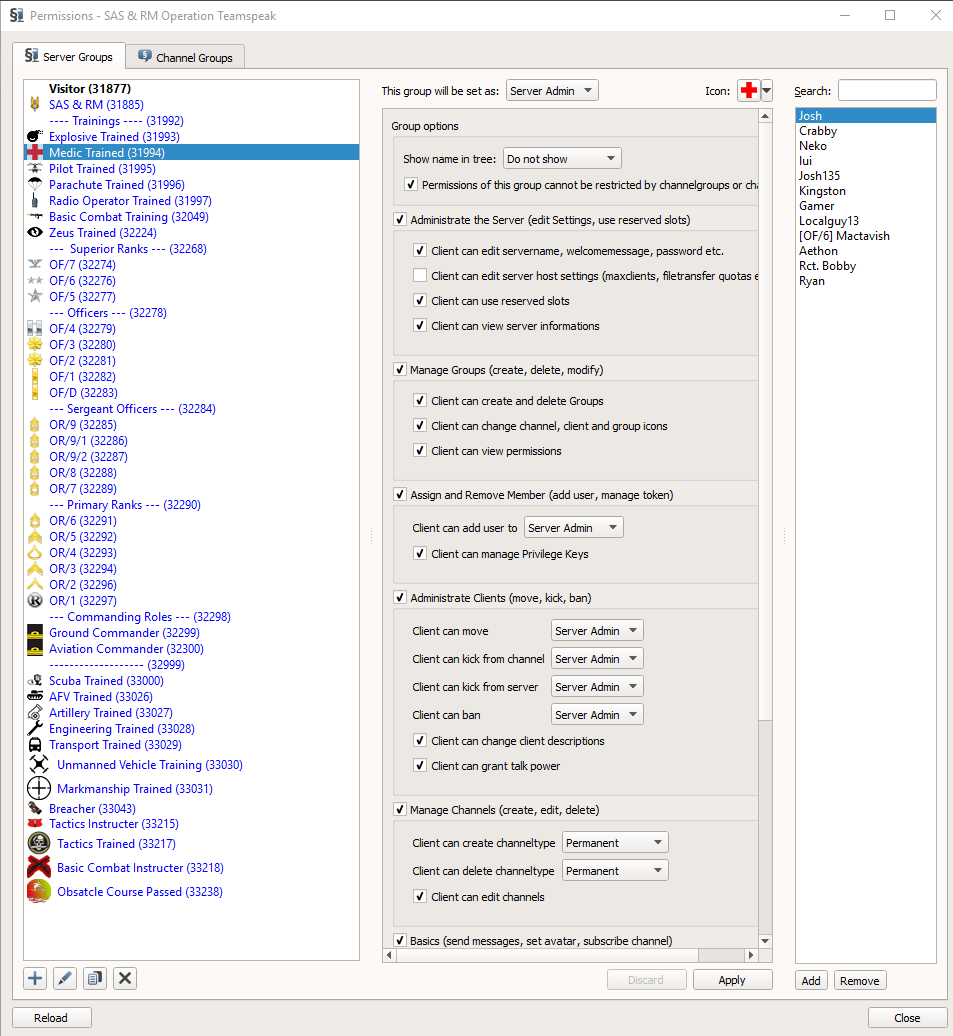 Permissions - SAS & RM Operation Teamspeak
Server Groups
Channel Groups
Visitor (31877)
SAS & RM (31885)
---- Trainings ---- (31992)
Explosive Trained (31993)
Medic Trained (31994)
Pilot Trained (31995)
Parachute Trained (31996)
Radio Operator Trained (31997)
Basic Combat Training (32049)
Zeus Trained (32224)
--- Superior Ranks --- (32268)
OF/7 (32274)
OF/6 (32276)
OF/5 (32277)
--- Officers --- (32278)
OF/4 (32279)
OF/3 (32280)
OF/2 (32281)
OF/1 (32282)
OF/D (32283)
--- Sergeant Officers --- (32284)
OR/9 (32285)
OR/9/1 (32286)
OR/9/2 (32287)
OR/8 (32288)
OR/7 (32289)
--- Primary Ranks --- (32290)
OR/6 (32291)
OR/5 (32292)
OR/4 (32293)
OR/3 (32294)
OR/2 (32296)
OR/1 (32297)
--- Commanding Roles --- (32298)
Ground Commander (32299)
Aviation Commander (32300)
------------------- (32999)
Scuba Trained (33000)
AFV Trained (33026)
Artillery Trained (33027)
Engineering Trained (33028)
Transport Trained (33029)
Unmanned Vehicle Training (33030)
Markmanship Trained (33031)
Breacher (33043)
Tactics Instructer (33215)
Tactics Trained (33217)
Basic Combat Instructer (33218)
Obsatcle Course Passed (33238)
Reload
This group will be set as: Server Admin
Icon:
Group options
Show name in tree: Do not show
Permissions of this group cannot be restricted by channelgroups or cha
Administrate the Server (edit Settings, use reserved slots)
Client can edit servername, welcomemessage, password etc.
Client can edit server host settings (maxclients, filetransfer quotas e
Client can use reserved slots
Client can view server informations
Manage Groups (create, delete, modify)
Client can create and delete Groups
Client can change channel, client and group icons
Client can view permissions
Assign and Remove Member (add user, manage token)
Client can add user to Server Admin
Client can manage Privilege Keys
Administrate Clients (move, kick, ban)
Client can move Server Admin
Client can kick from channel Server Admin
Client can kick from server Server Admin
Client can ban Server Admin
Client can change client descriptions
Client can grant talk power
Manage Channels (create, edit, delete)
Client can create channeltype Permanent
Client can delete channeltype Permanent
Client can edit channels
Basics (send messages, set avatar, subscribe channel)
Discard
Apply
Search:
Josh
Crabby
Neko
lui
Josh135
Kingston
Gamer
Localguy13
[OF/6] Mactavish
Aethon
Rct. Bobby
Ryan
Add
Remove
Close